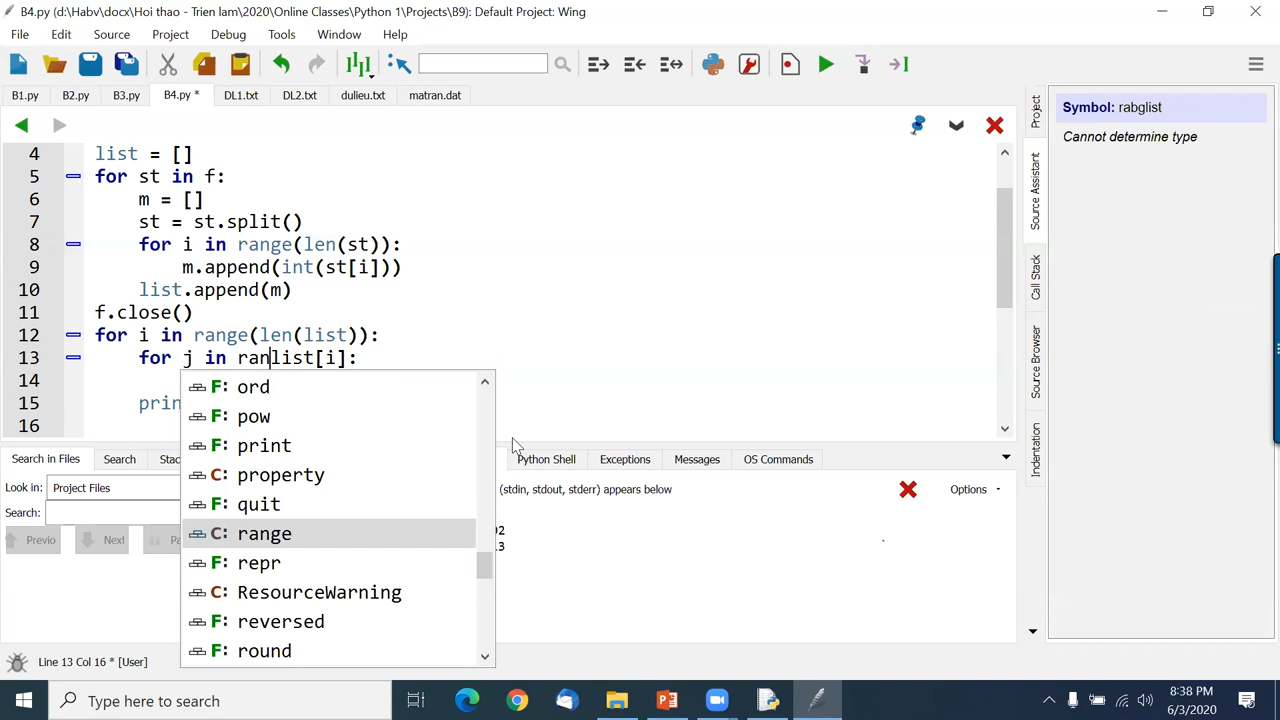 B4.py (d:\Habv\docx\Hoi thao - Trien lam\2020\Online Classes\Python 1\Projects\B9): Default Project: Wing
File Edit Source Project Debug Tools Window Help
B1.py B2.py B3.py B4.py * DL1.txt DL2.txt dulieu.txt matran.dat
4 list = []
5 for st in f:
6 m = []
7 st = st.split()
8 for i in range(len(st)):
9 m.append(int(st[i]))
10 list.append(m)
11 f.close()
12 for i in range(len(list)):
13 for j in ranlist[i]:
14
15 prin
16
F: ord
F: pow
F: print
C: property
F: quit
C: range
F: repr
C: ResourceWarning
C: reversed
F: round
Symbol: rabglist
Cannot determine type
Project
Source Assistant
Call Stack
Source Browser
Indentation
Search in Files Search Stac Python Shell Exceptions Messages OS Commands
Look in: Project Files
Search:
Previo Next Pa
(stdin, stdout, stderr) appears below
Options
02
13
Line 13 Col 16 * [User]
Type here to search
8:38 PM
6/3/2020